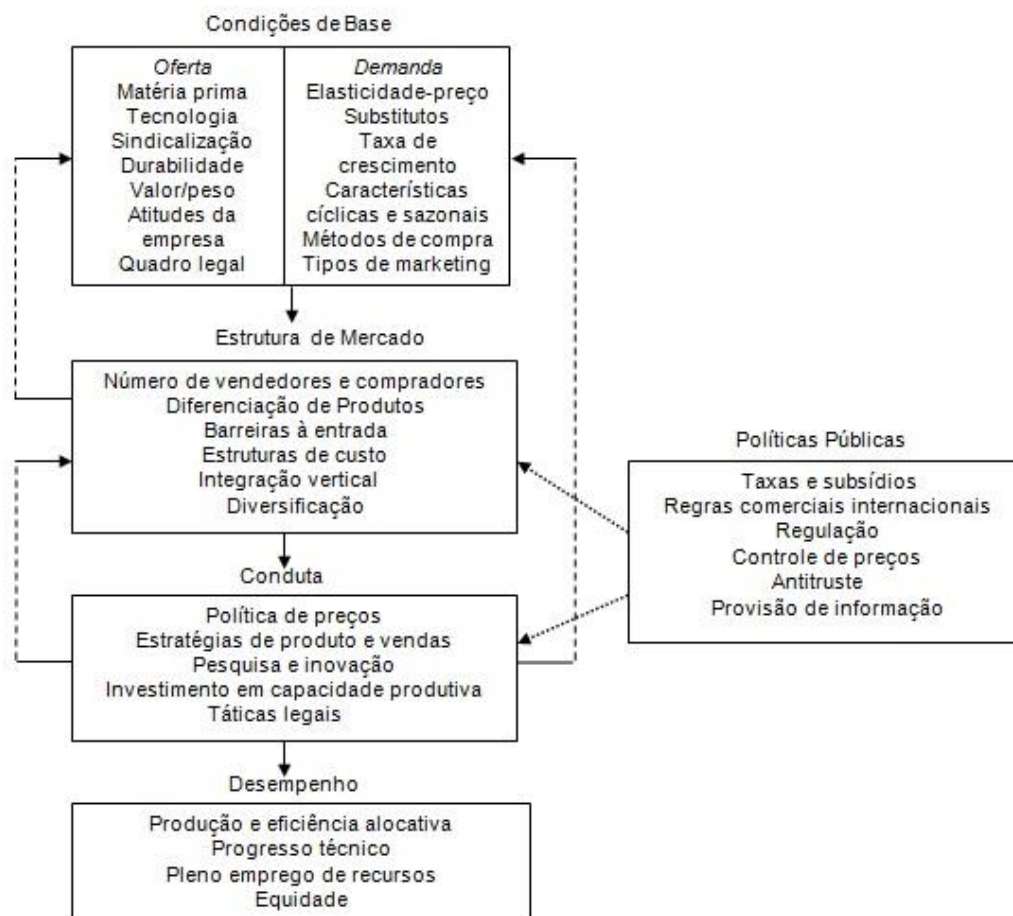 Condições de Base
Oferta
Matéria prima
Tecnologia
Sindicalização
Durabilidade
Valor/peso
Atitudes da
empresa
Quadro legal
Demanda
Elasticidade-preço
Substitutos
Taxa de
crescimento
Características
cíclicas e sazonais
Métodos de compra
Tipos de marketing
Estrutura de Mercado
Número de vendedores e compradores
Diferenciação de Produtos
Barreiras à entrada
Estruturas de custo
Integração vertical
Diversificação
Políticas Públicas
Taxas e subsídios
Regras comerciais internacionais
Regulação
Controle de preços
Antitruste
Provisão de informação
Conduta
Política de preços
Estratégias de produto e vendas
Pesquisa e inovação
Investimento em capacidade produtiva
Táticas legais
Desempenho
Produção e eficiência alocativa
Progresso técnico
Pleno emprego de recursos
Equidade